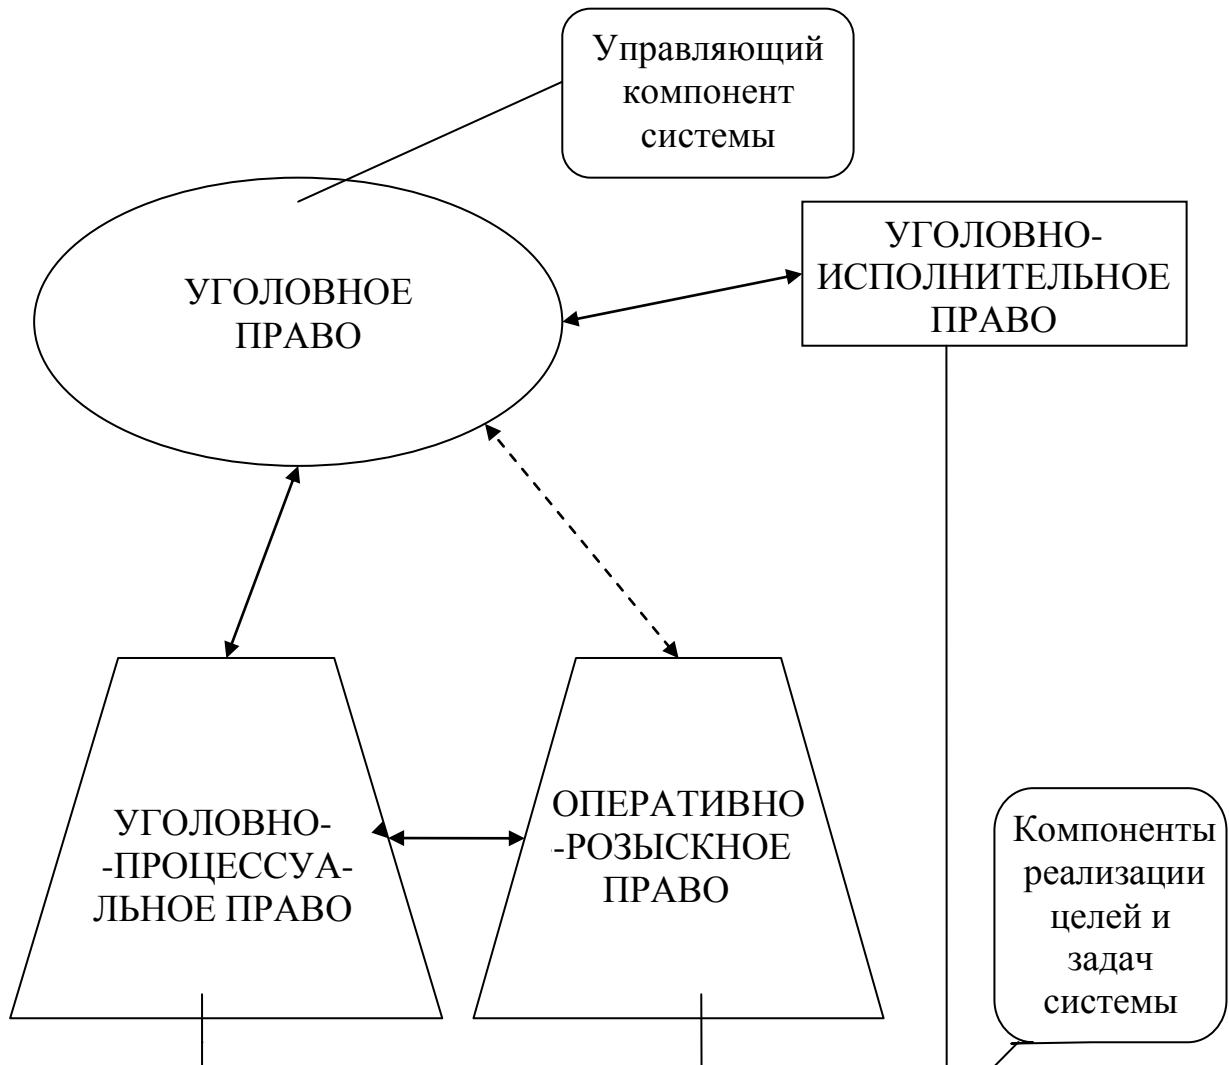 Управляющий
компонент
системы
УГОЛОВНО-
ИСПОЛНИТЕЛЬНОЕ
ПРАВО
УГОЛОВНОЕ
ПРАВО
УГОЛОВНО-
-ПРОЦЕССУА-
ЛЬНОЕ ПРАВО
ОПЕРАТИВНО
-РОЗЫСКНОЕ
ПРАВО
Компоненты
реализации
целей и
задач
системы